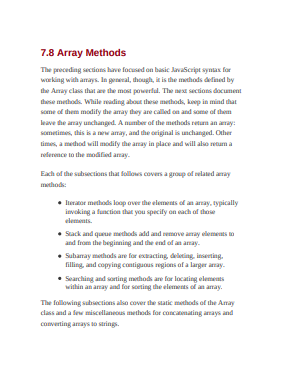 7.8 Array Methods
The preceding sections have focused on basic JavaScript syntax for
working with arrays. In general, though, it is the methods defined by
the Array class that are the most powerful. The next sections document
these methods. While reading about these methods, keep in mind that
some of them modify the array they are called on and some of them
leave the array unchanged. A number of the methods return an array:
sometimes, this is a new array, and the original is unchanged. Other
times, a method will modify the array in place and will also return a
reference to the modified array.
Each of the subsections that follows covers a group of related array
methods:
● Iterator methods loop over the elements of an array, typically
invoking a function that you specify on each of those
elements.
● Stack and queue methods add and remove array elements to
and from the beginning and the end of an array.
● Subarray methods are for extracting, deleting, inserting,
filling, and copying contiguous regions of a larger array.
● Searching and sorting methods are for locating elements
within an array and for sorting the elements of an array.
The following subsections also cover the static methods of the Array
class and a few miscellaneous methods for concatenating arrays and
converting arrays to strings.